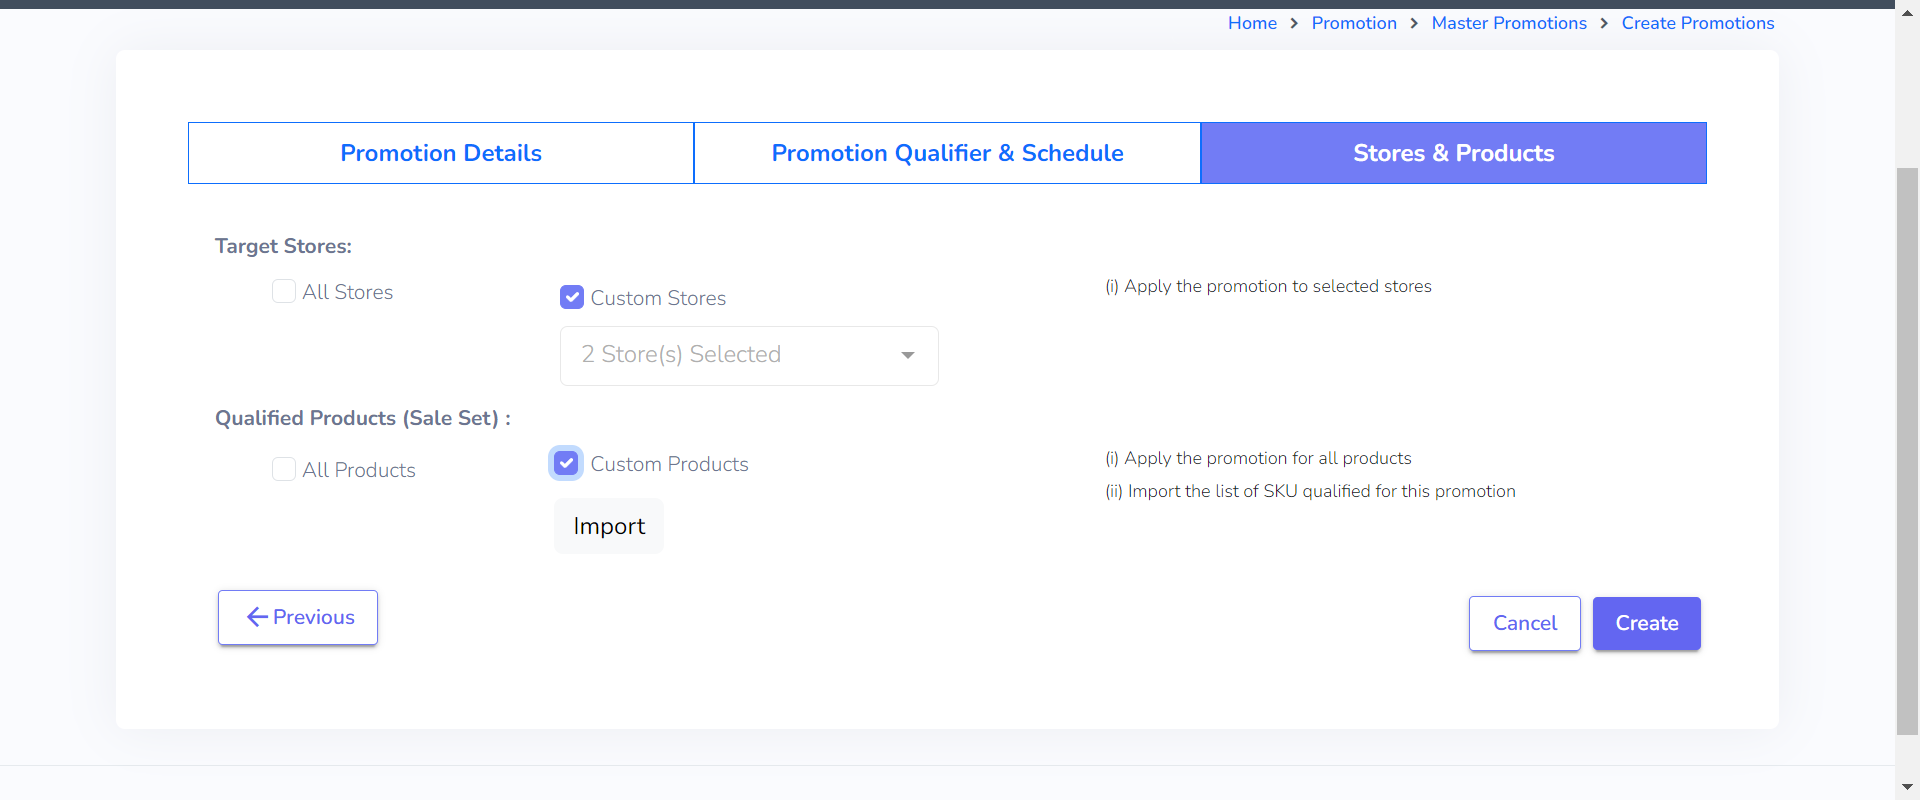 Home > Promotion > Master Promotions > Create Promotions
Promotion Details
Promotion Qualifier & Schedule
Stores & Products
Target Stores:
All Stores
Custom Stores
(i) Apply the promotion to selected stores
2 Store(s) Selected
Qualified Products (Sale Set) :
All Products
Custom Products
(i) Apply the promotion for all products
(ii) Import the list of SKU qualified for this promotion
Import
Previous
Cancel
Create